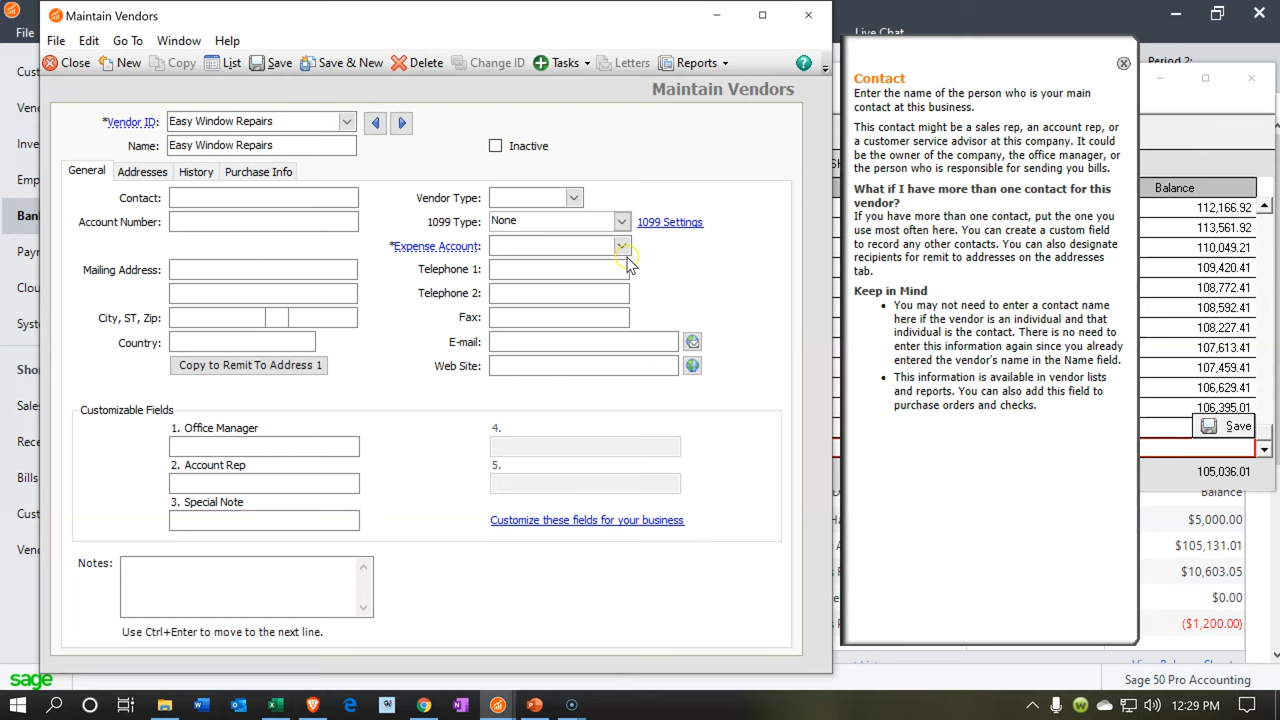 Maintain Vendors
File Edit Go To Window Help
Close New Copy List Save Save & New Delete Change ID Tasks Letters Reports
Maintain Vendors
*Vendor ID: Easy Window Repairs
Name: Easy Window Repairs
Inactive
General Addresses History Purchase Info
Contact:
Account Number:
Mailing Address:
City, ST, Zip:
Country:
Copy to Remit To Address 1
Vendor Type:
1099 Type: None 1099 Settings
*Expense Account:
Telephone 1:
Telephone 2:
Fax:
E-mail:
Web Site:
Customizable Fields
1. Office Manager
2. Account Rep
3. Special Note
4.
5.
Customize these fields for your business
Notes:
Use Ctrl+Enter to move to the next line.
Contact
Enter the name of the person who is your main
contact at this business.
This contact might be a sales rep, an account rep, or
a customer service advisor at this company. It could
be the owner of the company, the office manager, or
the person who is responsible for sending you bills.
What if I have more than one contact for this
vendor?
If you have more than one contact, put the one you
use most often here. You can create a custom field
to record any other contacts. You can also designate
recipients for remit to addresses on the addresses
tab.
Keep in Mind
• You may not need to enter a contact name
here if the vendor is an individual and that
individual is the contact. There is no need to
enter this information again since you already
entered the vendor's name in the Name field.
• This information is available in vendor lists
and reports. You can also add this field to
purchase orders and checks.
File
Cust
Vend
Inve
Emp
Bank
Payr
Clou
Syst
Shor
Sale
Rece
Bills
Cust
Vend
Live Chat
Period 2:
Balance
112,166.92
113,561.92
110,049.21
109,420.41
108,772.41
108,592.41
108,227.41
107,613.41
107,459.41
106,629.41
106,395.01
Save
105,036.01
Balance
$5,000.00
$105,131.01
$10,603.05
$0.00
($1,200.00)
sage
Sage 50 Pro Accounting
12:29 PM